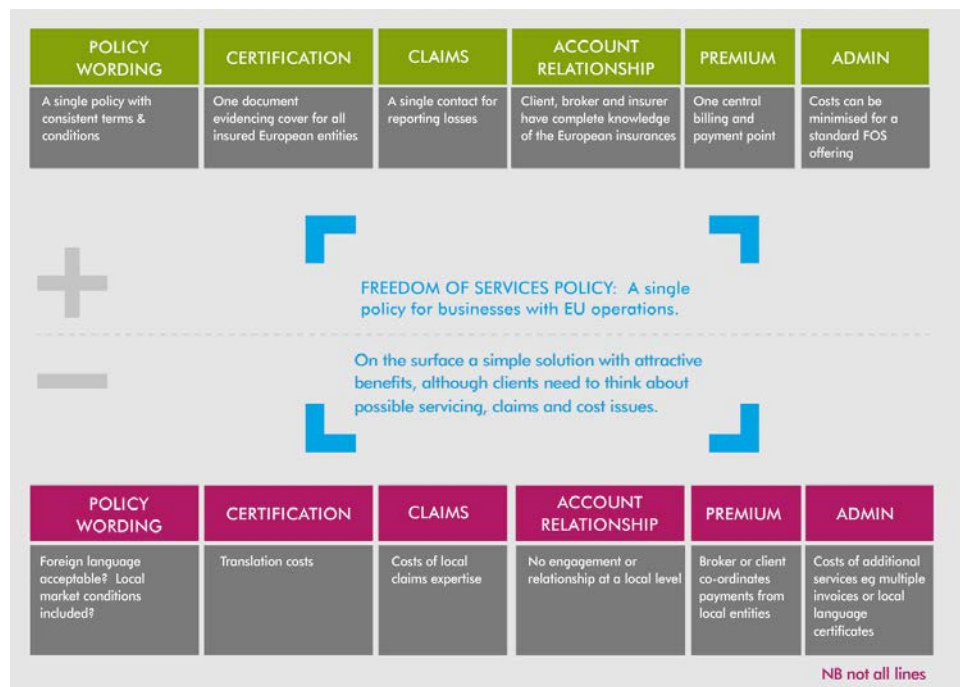 POLICY
WORDING
CERTIFICATION
CLAIMS
ACCOUNT
RELATIONSHIP
PREMIUM
ADMIN
A single policy with
consistent terms &
conditions
One document
evidencing cover for all
insured European entities
A single contact for
reporting losses
Client, broker and insurer
have complete knowledge
of the European insurances
One central
billing and
payment point
Costs can be
minimised for a
standard FOS
offering
FREEDOM OF SERVICES POLICY: A single
policy for businesses with EU operations.
On the surface a simple solution with attractive
benefits, although clients need to think about
possible servicing, claims and cost issues.
POLICY
WORDING
CERTIFICATION
CLAIMS
ACCOUNT
RELATIONSHIP
PREMIUM
ADMIN
Foreign language
acceptable? Local
market conditions
included?
Translation costs
Costs of local
claims expertise
No engagement or
relationship at a local level
Broker or client
co-ordinates
payments from
local entities
Costs of additional
services eg multiple
invoices or local
language
certificates
NB not all lines